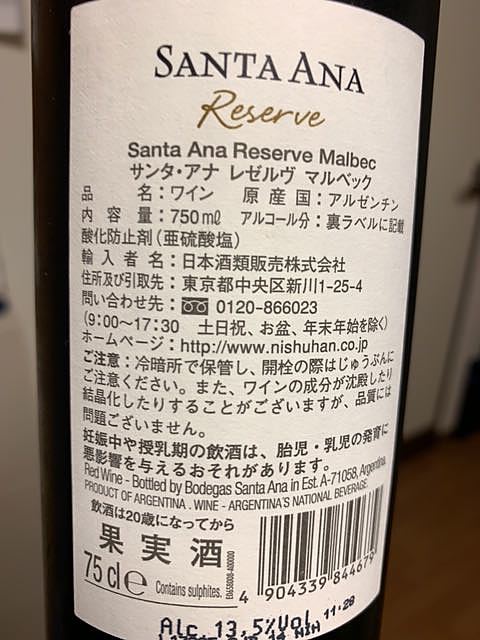 SANTA ANA
Reserve
Santa Ana Reserve Malbec
サンタ・アナ レゼルヴ マルベック
品 名：ワイン 原産国：アルゼンチン
内容量：750mℓ アルコール分：裏ラベルに記載
酸化防止剤（亜硫酸塩）
輸入者名：日本酒類販売株式会社
住所及び引取先：東京都中央区新川1-25-4
問い合わせ先： 0120-866023
（9:00～17:30 土日祝、お盆、年末年始を除く）
ホームページ：http://www.nishuhan.co.jp
ご注意：冷暗所で保管し、開栓の際はじゅうぶんに
ご注意ください。また、ワインの成分が沈殿したり
結晶化したりすることがございますが、品質には
問題ございません。
妊娠中や授乳期の飲酒は、胎児・乳児の発育に
悪影響を与えるおそれがあります。
Red Wine - Bottled by Bodegas Santa Ana in Est. A-71058, Argentina.
PRODUCT OF ARGENTINA . WINE - ARGENTINA'S NATIONAL BEVERAGE.
飲酒は20歳になってから
果実酒
75 cl e Contains sulphites.
4 904339 844679
Alc 13,5%Vol 11:28